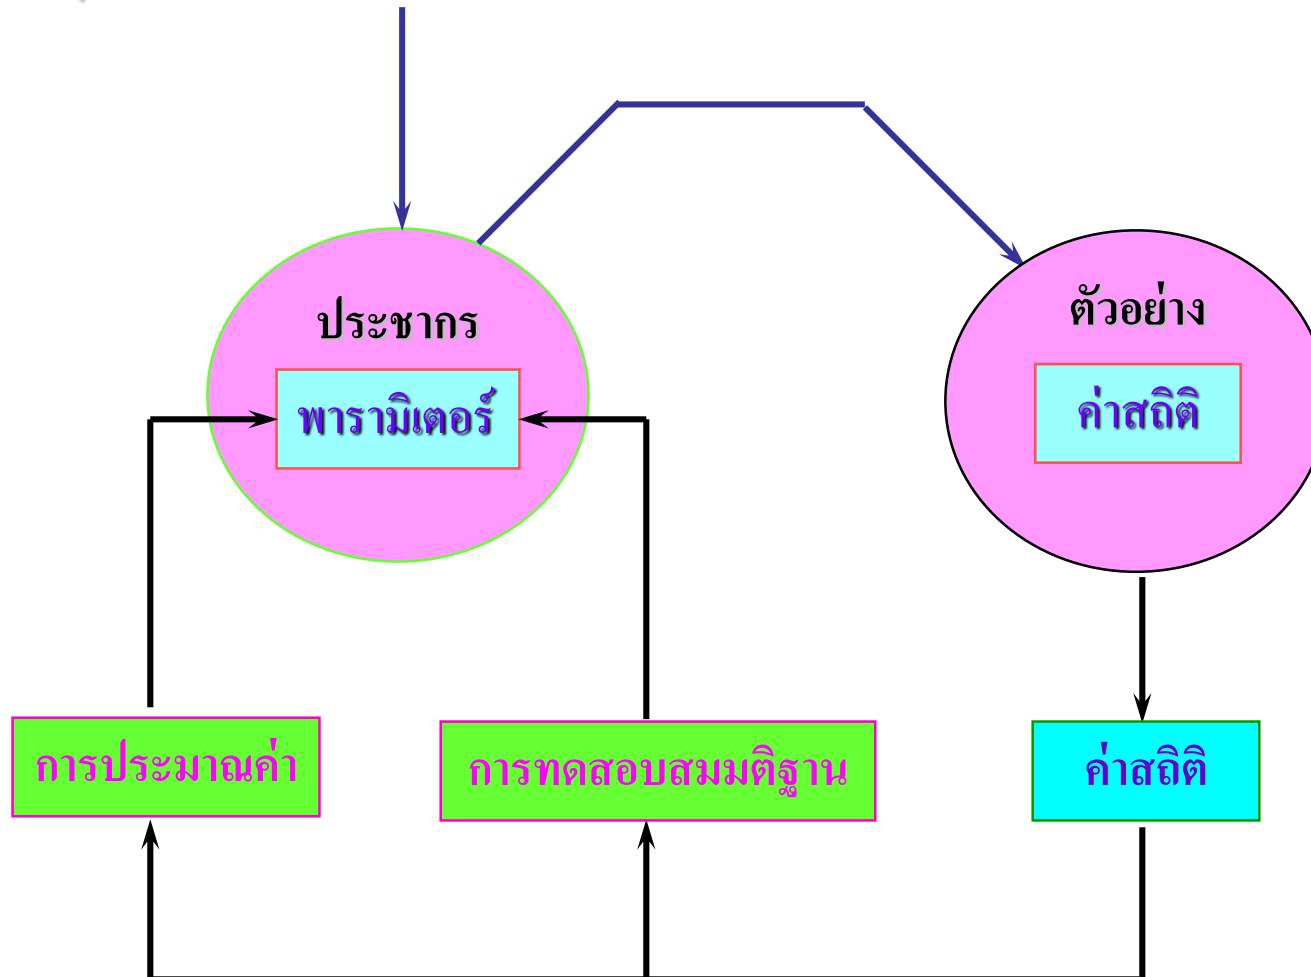 ประชากร
พารามิเตอร์
ตัวอย่าง
ค่าสถิติ
การประมาณค่า
การทดสอบสมมติฐาน
ค่าสถิติ